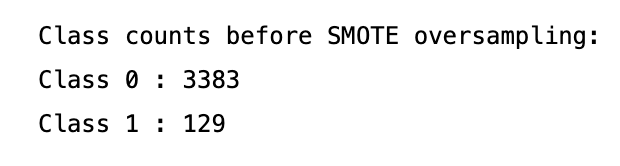 Class counts before SMOTE oversampling:
Class 0 : 3383
Class 1 : 129